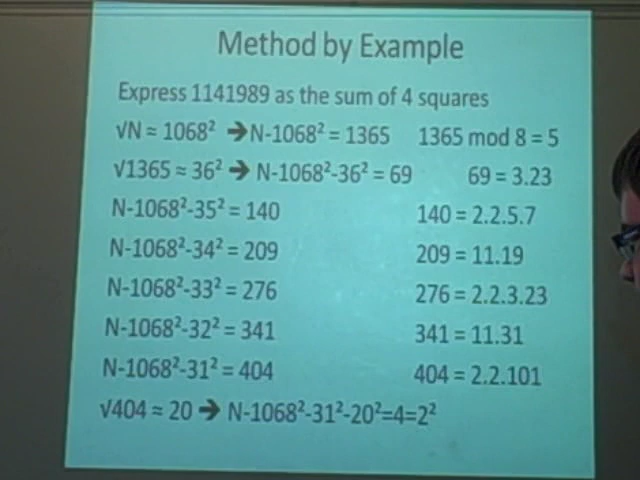 Method by Example
Express 1141989 as the sum of 4 squares
√N ≈ 1068² ➔N-1068² = 1365 1365 mod 8 = 5
√1365 ≈ 36² ➔ N-1068²-36² = 69 69 = 3.23
N-1068²-35² = 140 140 = 2.2.5.7
N-1068²-34² = 209 209 = 11.19
N-1068²-33² = 276 276 = 2.2.3.23
N-1068²-32² = 341 341 = 11.31
N-1068²-31² = 404 404 = 2.2.101
√404 ≈ 20 ➔ N-1068²-31²-20²=4=2²